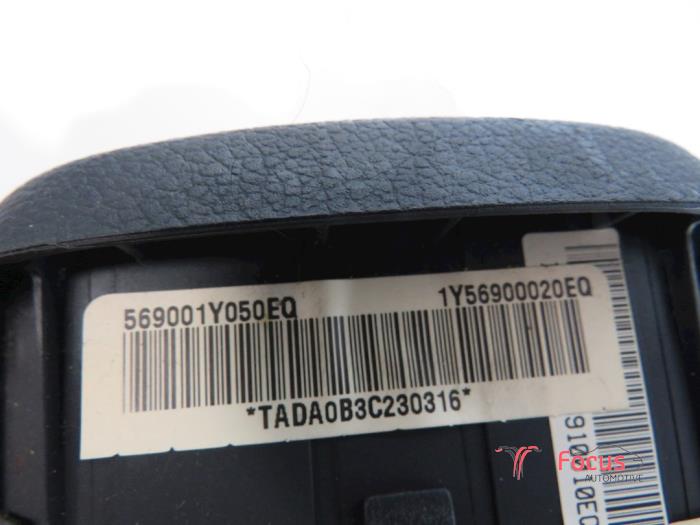 569001Y050EQ 1Y56900020EQ
*TADA0B3C230316*
Focus
AUTOMOTIVE